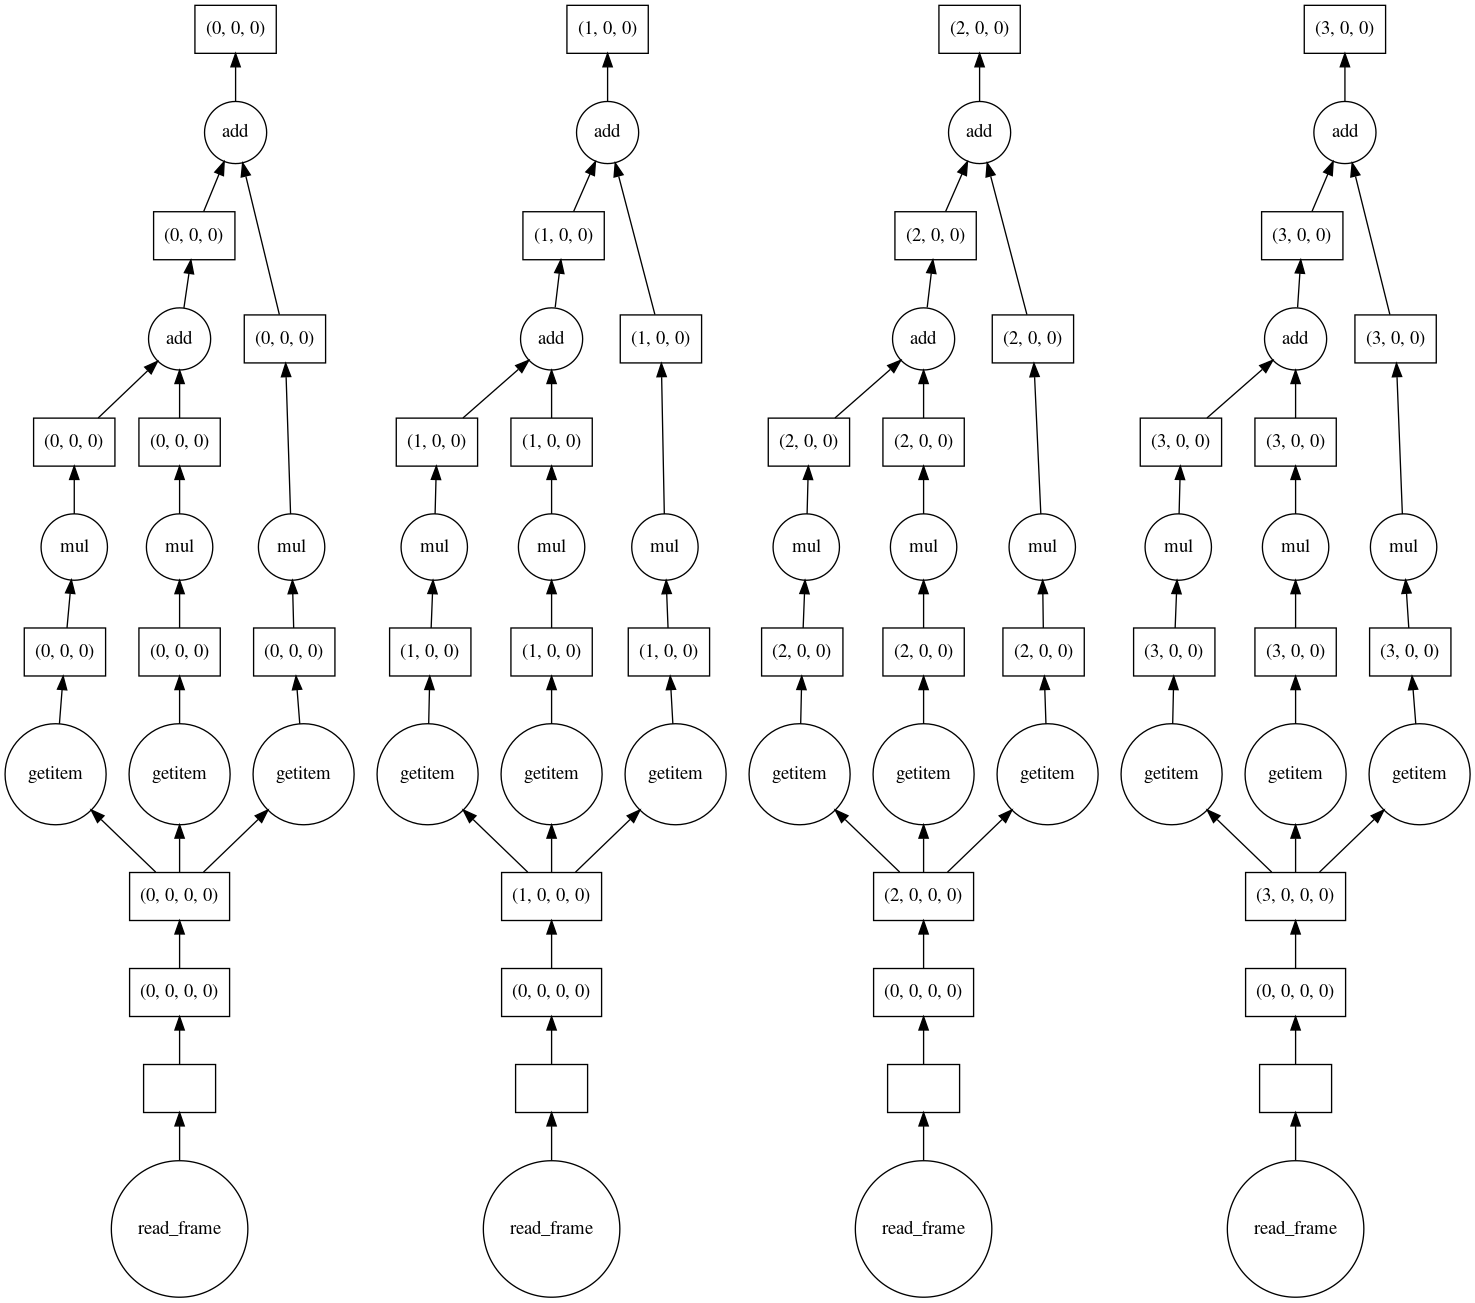 (0, 0, 0)
(1, 0, 0)
(2, 0, 0)
(3, 0, 0)
add
add
add
add
(0, 0, 0)
(1, 0, 0)
(2, 0, 0)
(3, 0, 0)
add
(0, 0, 0)
add
(1, 0, 0)
add
(2, 0, 0)
add
(3, 0, 0)
(0, 0, 0)
(0, 0, 0)
(1, 0, 0)
(1, 0, 0)
(2, 0, 0)
(2, 0, 0)
(3, 0, 0)
(3, 0, 0)
mul
mul
mul
mul
mul
mul
mul
mul
mul
mul
mul
mul
(0, 0, 0)
(0, 0, 0)
(0, 0, 0)
(1, 0, 0)
(1, 0, 0)
(1, 0, 0)
(2, 0, 0)
(2, 0, 0)
(2, 0, 0)
(3, 0, 0)
(3, 0, 0)
(3, 0, 0)
getitem
getitem
getitem
getitem
getitem
getitem
getitem
getitem
getitem
getitem
getitem
getitem
(0, 0, 0, 0)
(1, 0, 0, 0)
(2, 0, 0, 0)
(3, 0, 0, 0)
(0, 0, 0, 0)
(0, 0, 0, 0)
(0, 0, 0, 0)
(0, 0, 0, 0)
read_frame
read_frame
read_frame
read_frame